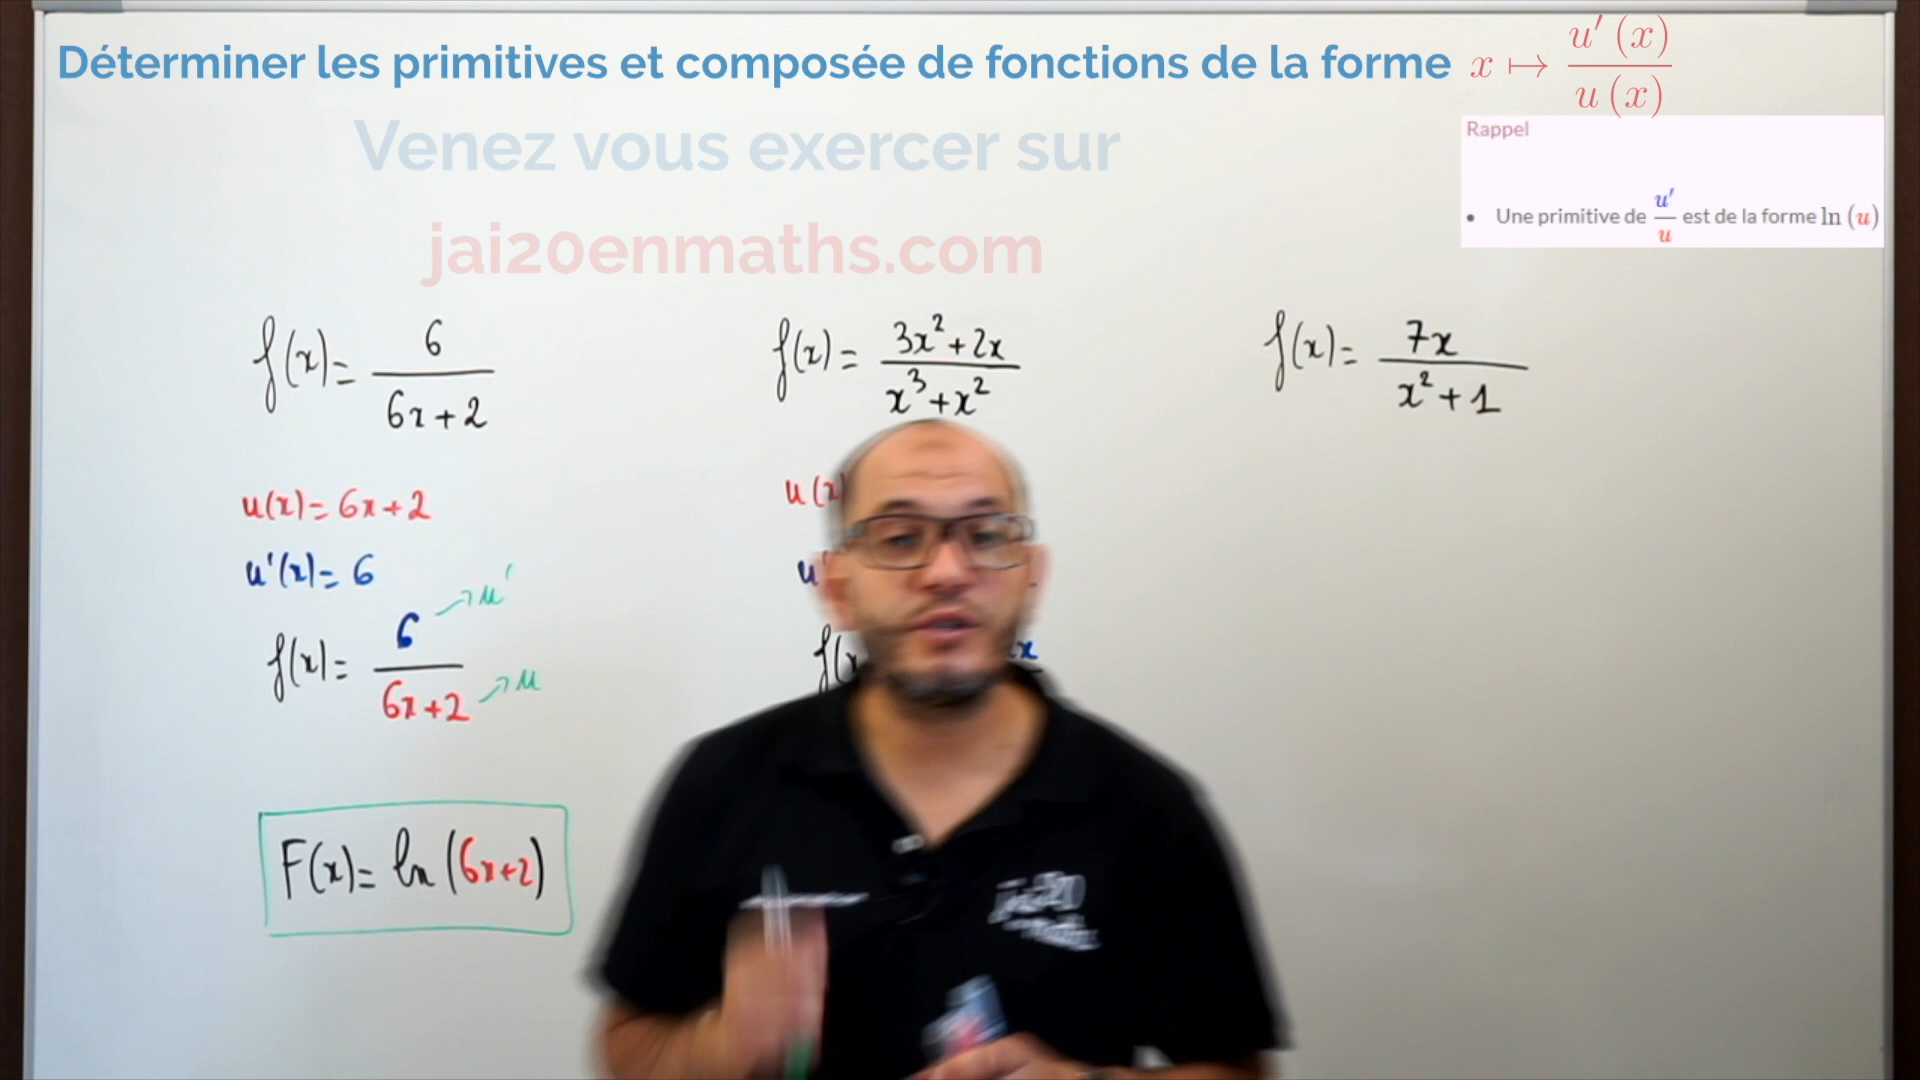 Déterminer les primitives et composée de fonctions de la forme x ↦ u'(x)/u(x)
Venez vous exercer sur
jai20enmaths.com
Rappel
• Une primitive de u'/u est de la forme ln (u)
f(x) = 6/(6x+2)
u(x) = 6x+2
u'(x) = 6
f(x) = 6/(6x+2)
→ u'
→ u
F(x) = ln (6x+2)
f(x) = (3x²+2x)/(x³+x²)
u(x)
u'
f(x
x
f(x) = 7x/(x²+1)